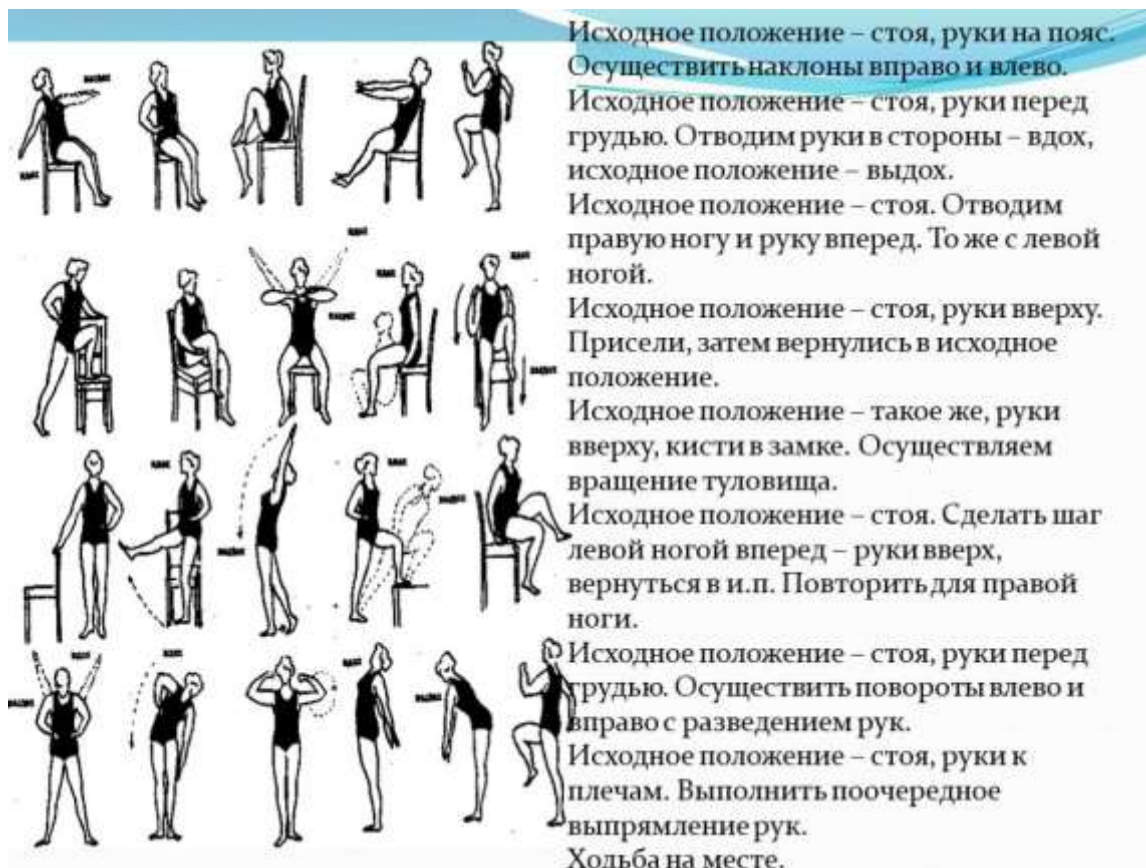 Исходное положение – стоя, руки на пояс.
Осуществить наклоны вправо и влево.
Исходное положение – стоя, руки перед
грудью. Отводим руки в стороны – вдох,
исходное положение – выдох.
Исходное положение – стоя. Отводим
правую ногу и руку вперед. То же с левой
ногой.
Исходное положение – стоя, руки вверху.
Присели, затем вернулись в исходное
положение.
Исходное положение – такое же, руки
вверху, кисти в замке. Осуществляем
вращение туловища.
Исходное положение – стоя. Сделать шаг
левой ногой вперед – руки вверх,
вернуться в и.п. Повторить для правой
ноги.
Исходное положение – стоя, руки перед
грудью. Осуществить повороты влево и
вправо с разведением рук.
Исходное положение – стоя, руки к
плечам. Выполнить поочередное
выпрямление рук.
Ходьба на месте.